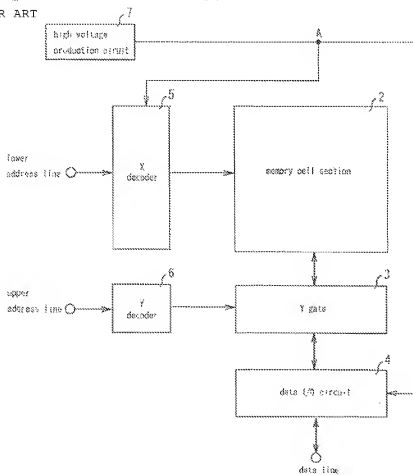 R ART
7
high voltage
production circuit
A
5
2
lower
address line
X
decoder
memory cell section
6
3
upper
address line
Y
decoder
Y gate
4
data I/O circuit
data line